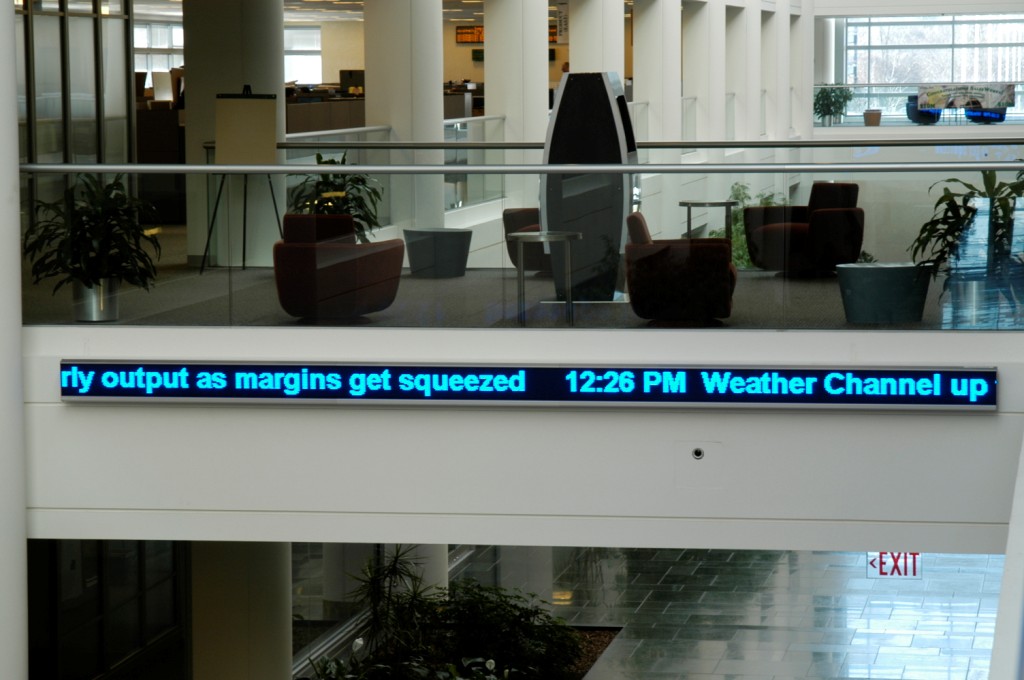 rly output as margins get squeezed 12:26 PM Weather Channel up
<EXIT